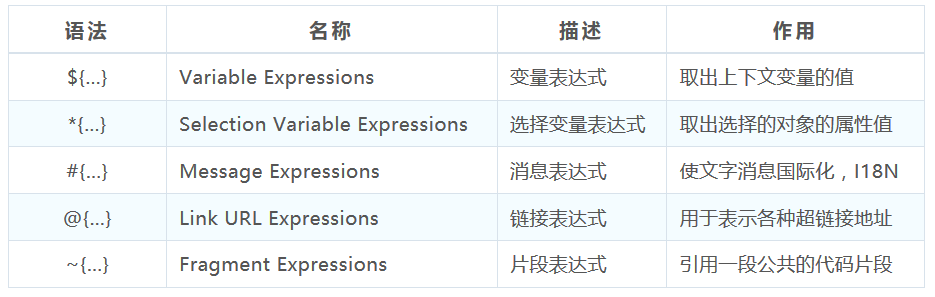 语法 名称 描述 作用
${...} Variable Expressions 变量表达式 取出上下文变量的值
*{...} Selection Variable Expressions 选择变量表达式 取出选择的对象的属性值
#{...} Message Expressions 消息表达式 使文字消息国际化，I18N
@{...} Link URL Expressions 链接表达式 用于表示各种超链接地址
~{...} Fragment Expressions 片段表达式 引用一段公共的代码片段